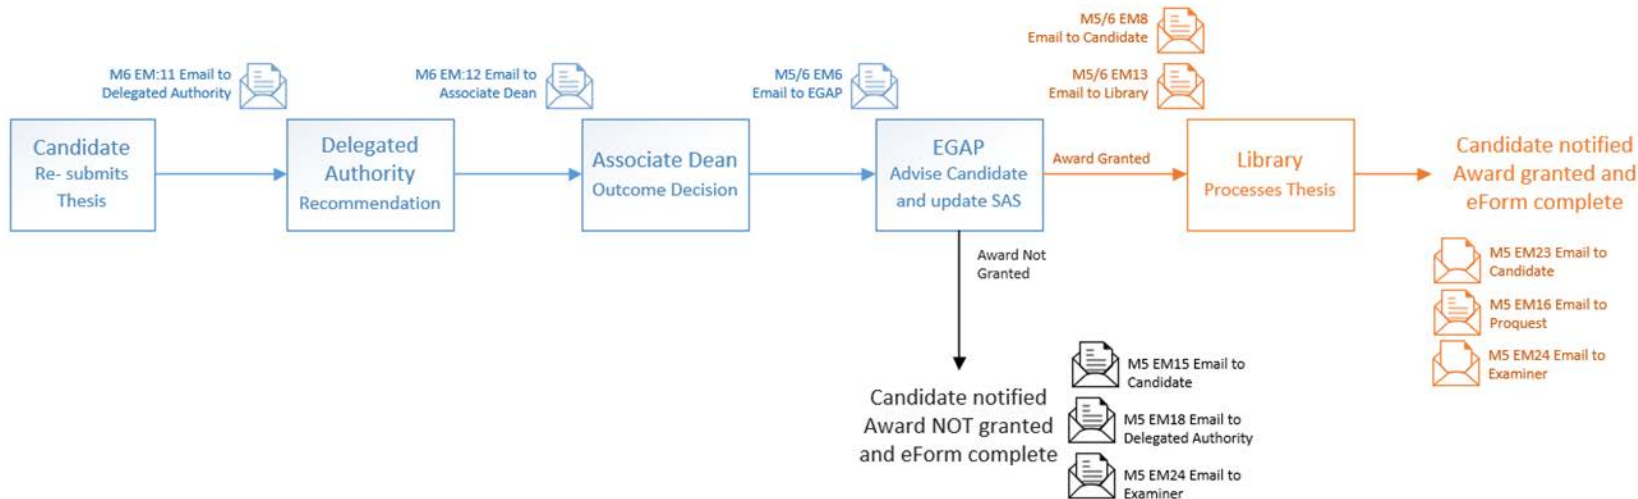 M6 EM:11 Email to
Delegated Authority
M6 EM:12 Email to
Associate Dean
M5/6 EM6
Email to EGAP
M5/6 EM8
Email to Candidate
M5/6 EM13
Email to Library
Candidate
Re- submits
Thesis
Delegated
Authority
Recommendation
Associate Dean
Outcome Decision
EGAP
Advise Candidate
and update SAS
Award Granted
Library
Processes Thesis
Candidate notified
Award granted and
eForm complete
M5 EM23 Email to
Candidate
M5 EM16 Email to
Proquest
M5 EM24 Email to
Examiner
Award Not
Granted
Candidate notified
Award NOT granted
and eForm complete
M5 EM15 Email to
Candidate
M5 EM18 Email to
Delegated Authority
M5 EM24 Email to
Examiner